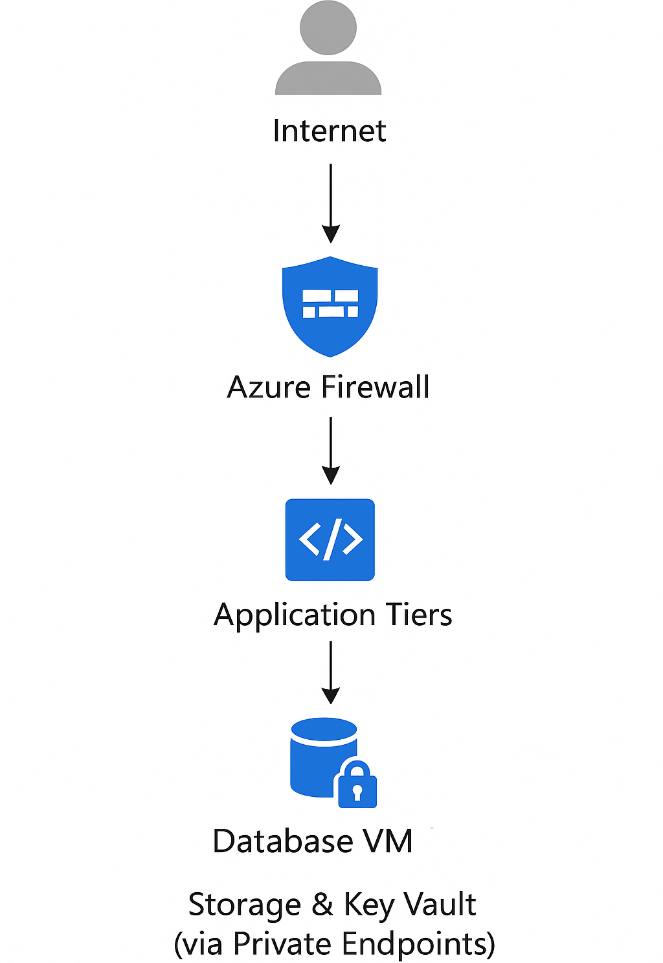 Internet
Azure Firewall
</>
Application Tiers
Database VM
Storage & Key Vault
(via Private Endpoints)